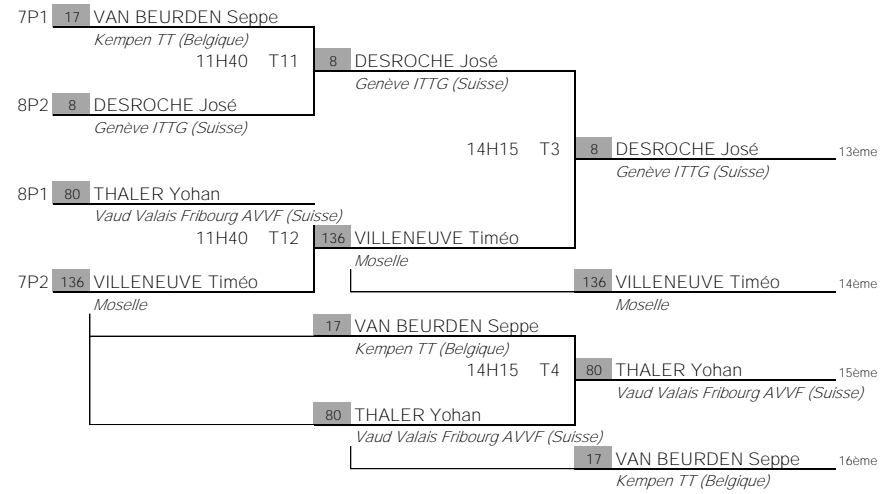 7P1 17 VAN BEURDEN Seppe
Kempen TT (Belgique)
11H40 T11 8 DESROCHE José
Genève ITTG (Suisse)
8P2 8 DESROCHE José
Genève ITTG (Suisse)
14H15 T3 8 DESROCHE José 13ème
Genève ITTG (Suisse)
8P1 80 THALER Yohan
Vaud Valais Fribourg AVVF (Suisse)
11H40 T12 136 VILLENEUVE Timéo
Moselle
7P2 136 VILLENEUVE Timéo 136 VILLENEUVE Timéo 14ème
Moselle Moselle
17 VAN BEURDEN Seppe
Kempen TT (Belgique)
14H15 T4 80 THALER Yohan 15ème
Vaud Valais Fribourg AVVF (Suisse)
80 THALER Yohan
Vaud Valais Fribourg AVVF (Suisse)
17 VAN BEURDEN Seppe 16ème
Kempen TT (Belgique)